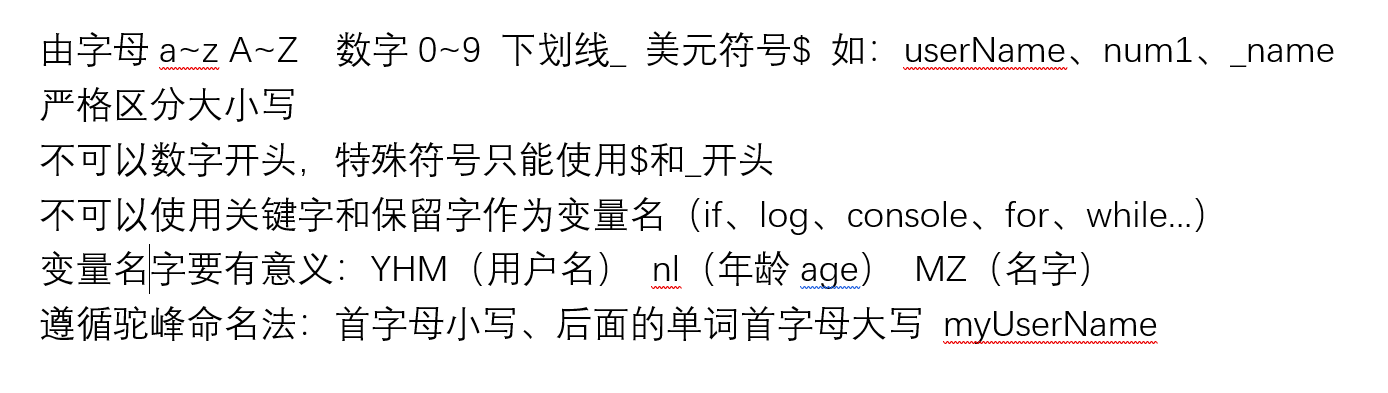 由字母 a~z A~Z 数字 0~9 下划线_ 美元符号$ 如：userName、num1、_name
严格区分大小写
不可以数字开头，特殊符号只能使用$和_开头
不可以使用关键字和保留字作为变量名（if、log、console、for、while...）
变量名字要有意义：YHM（用户名） nl（年龄 age） MZ（名字）
遵循驼峰命名法：首字母小写、后面的单词首字母大写 myUserName